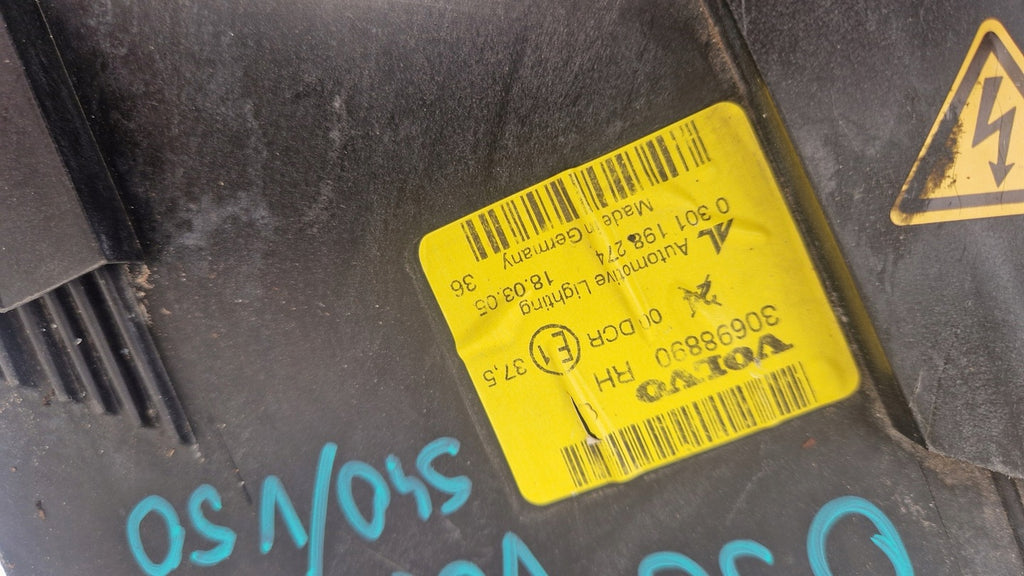 VOLVO
30698890 RH
00 DCR E1 37,5
AL Automotive Lighting
0 301 198 274 18.03.05
Made in Germany 36
S40/V50